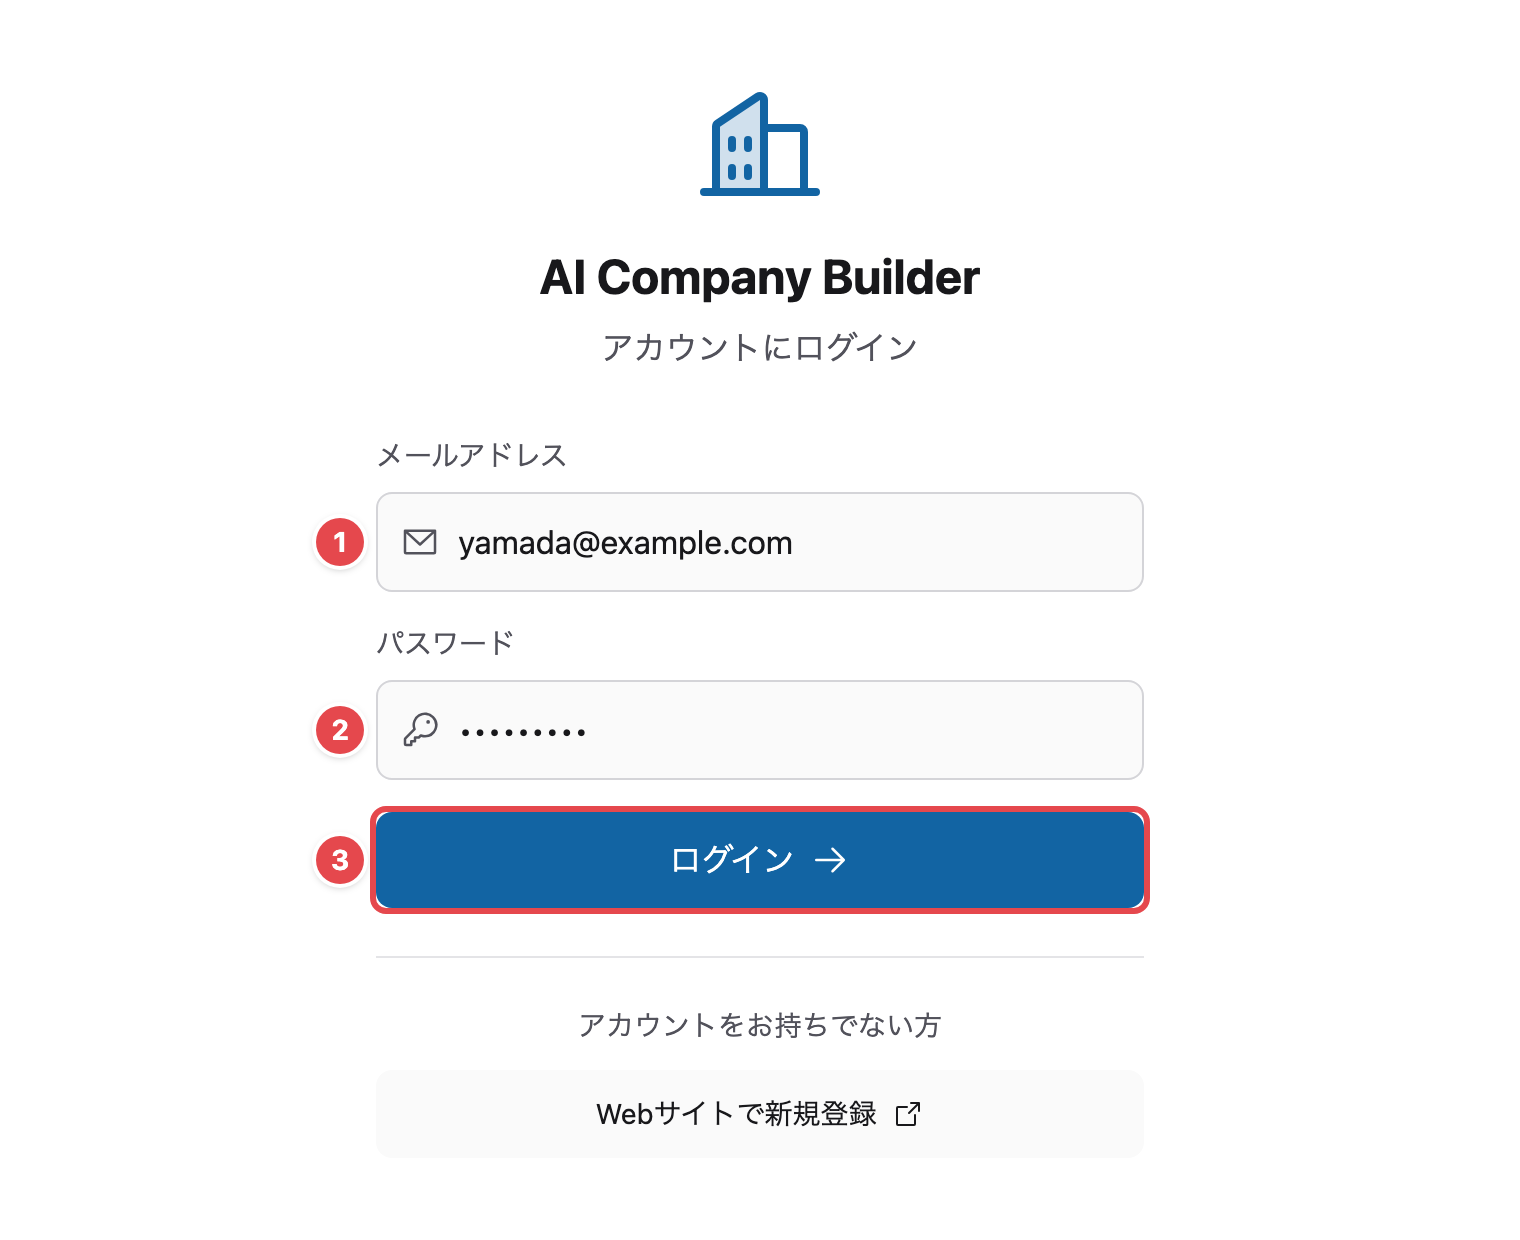 AI Company Builder
アカウントにログイン
メールアドレス
1 yamada@example.com
パスワード
2 •••••••••
3 ログイン →
アカウントをお持ちでない方
Webサイトで新規登録